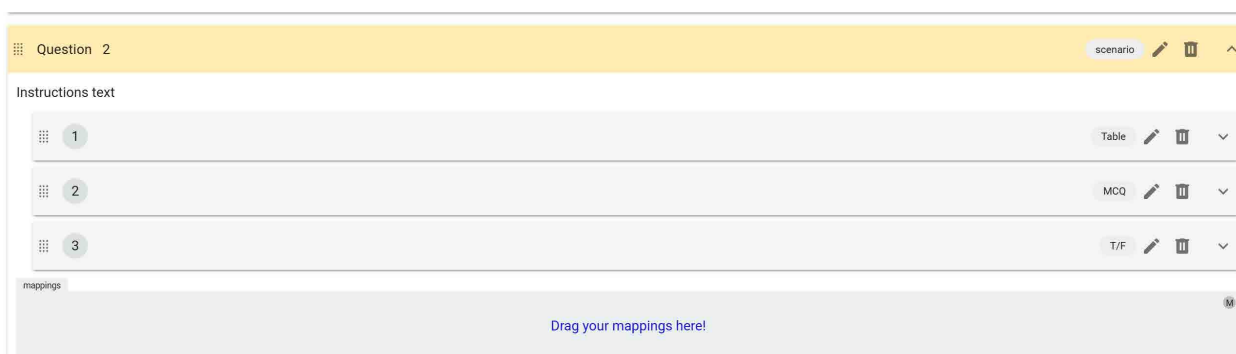 Question 2 scenario
Instructions text
1 Table
2 MCQ
3 T/F
mappings
M
Drag your mappings here!